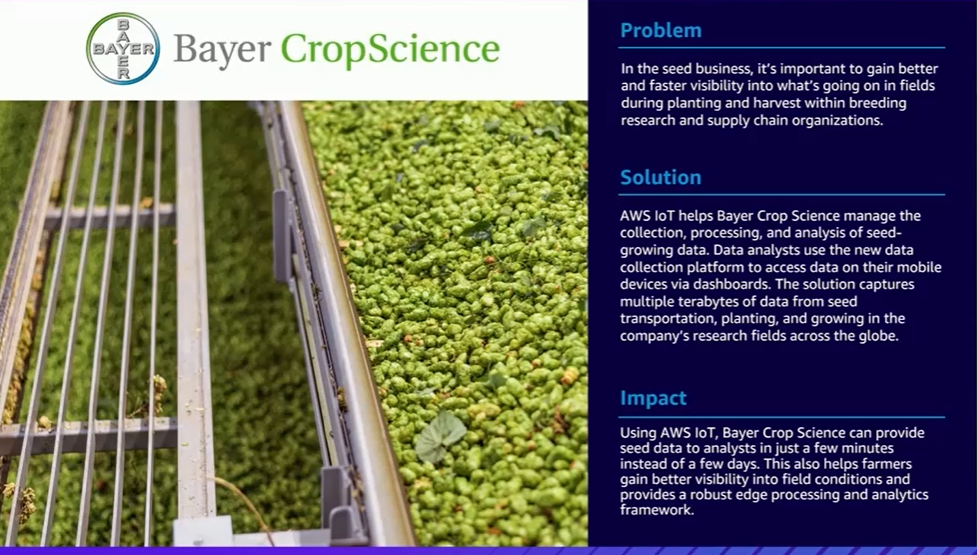 BAYER
BAYER
Bayer CropScience
Problem
In the seed business, it's important to gain better
and faster visibility into what's going on in fields
during planting and harvest within breeding
research and supply chain organizations.
Solution
AWS IoT helps Bayer Crop Science manage the
collection, processing, and analysis of seed-
growing data. Data analysts use the new data
collection platform to access data on their mobile
devices via dashboards. The solution captures
multiple terabytes of data from seed
transportation, planting, and growing in the
company's research fields across the globe.
Impact
Using AWS IoT, Bayer Crop Science can provide
seed data to analysts in just a few minutes
instead of a few days. This also helps farmers
gain better visibility into field conditions and
provides a robust edge processing and analytics
framework.